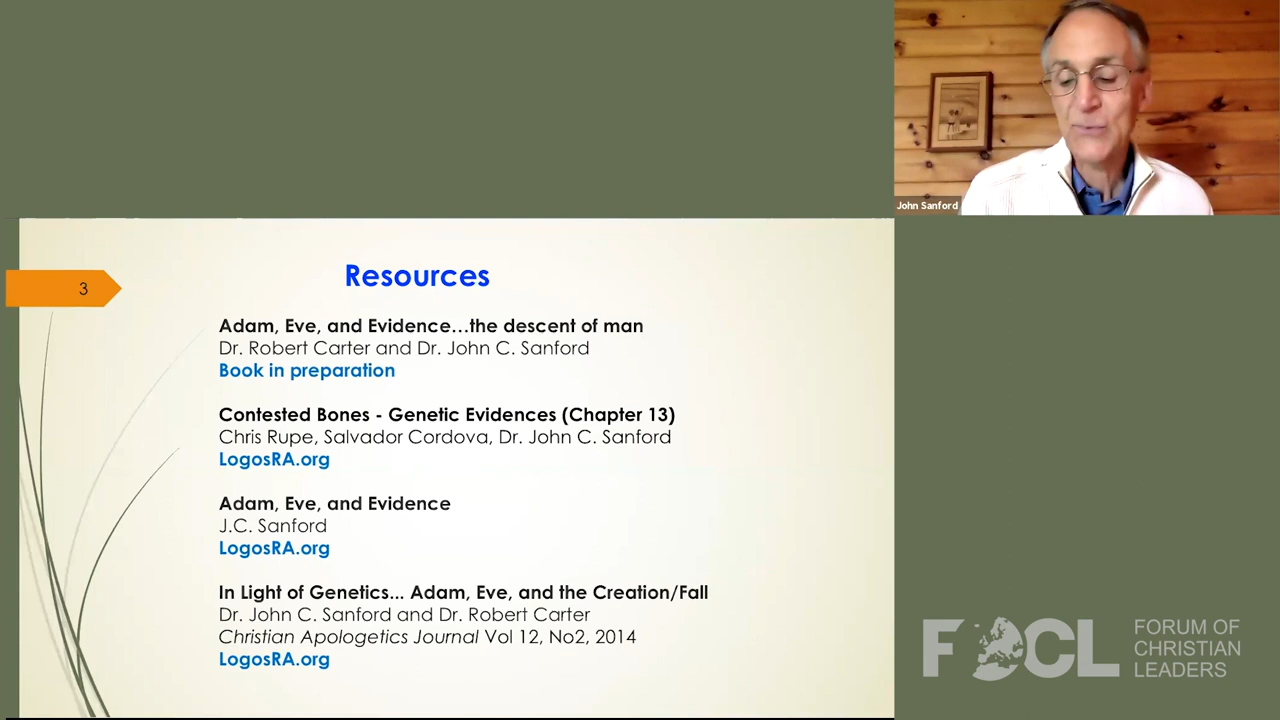 John Sanford
3
Resources
Adam, Eve, and Evidence...the descent of man
Dr. Robert Carter and Dr. John C. Sanford
Book in preparation
Contested Bones - Genetic Evidences (Chapter 13)
Chris Rupe, Salvador Cordova, Dr. John C. Sanford
LogosRA.org
Adam, Eve, and Evidence
J.C. Sanford
LogosRA.org
In Light of Genetics... Adam, Eve, and the Creation/Fall
Dr. John C. Sanford and Dr. Robert Carter
Christian Apologetics Journal Vol 12, No2, 2014
LogosRA.org
FOCL
FORUM OF
CHRISTIAN
LEADERS